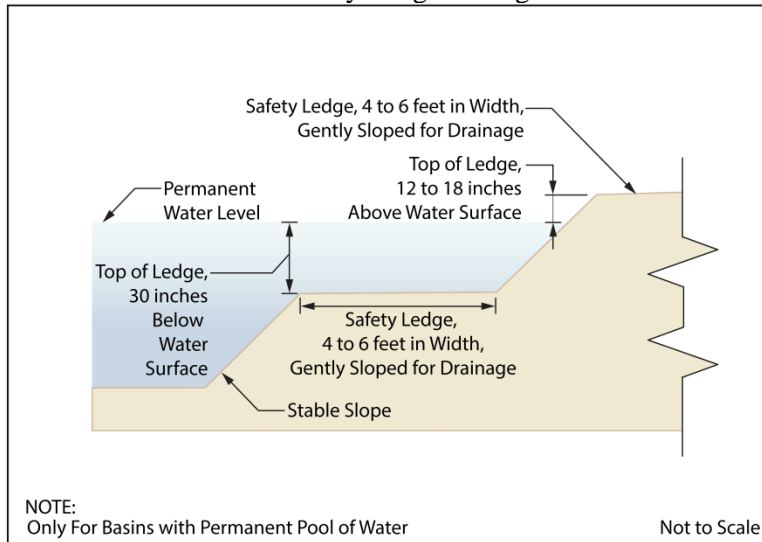 Safety Ledge, 4 to 6 feet in Width,
Gently Sloped for Drainage
Top of Ledge,
12 to 18 inches
Above Water Surface
Permanent
Water Level
Top of Ledge,
30 inches
Below
Water
Surface
Safety Ledge,
4 to 6 feet in Width,
Gently Sloped for Drainage
Stable Slope
NOTE:
Only For Basins with Permanent Pool of Water
Not to Scale